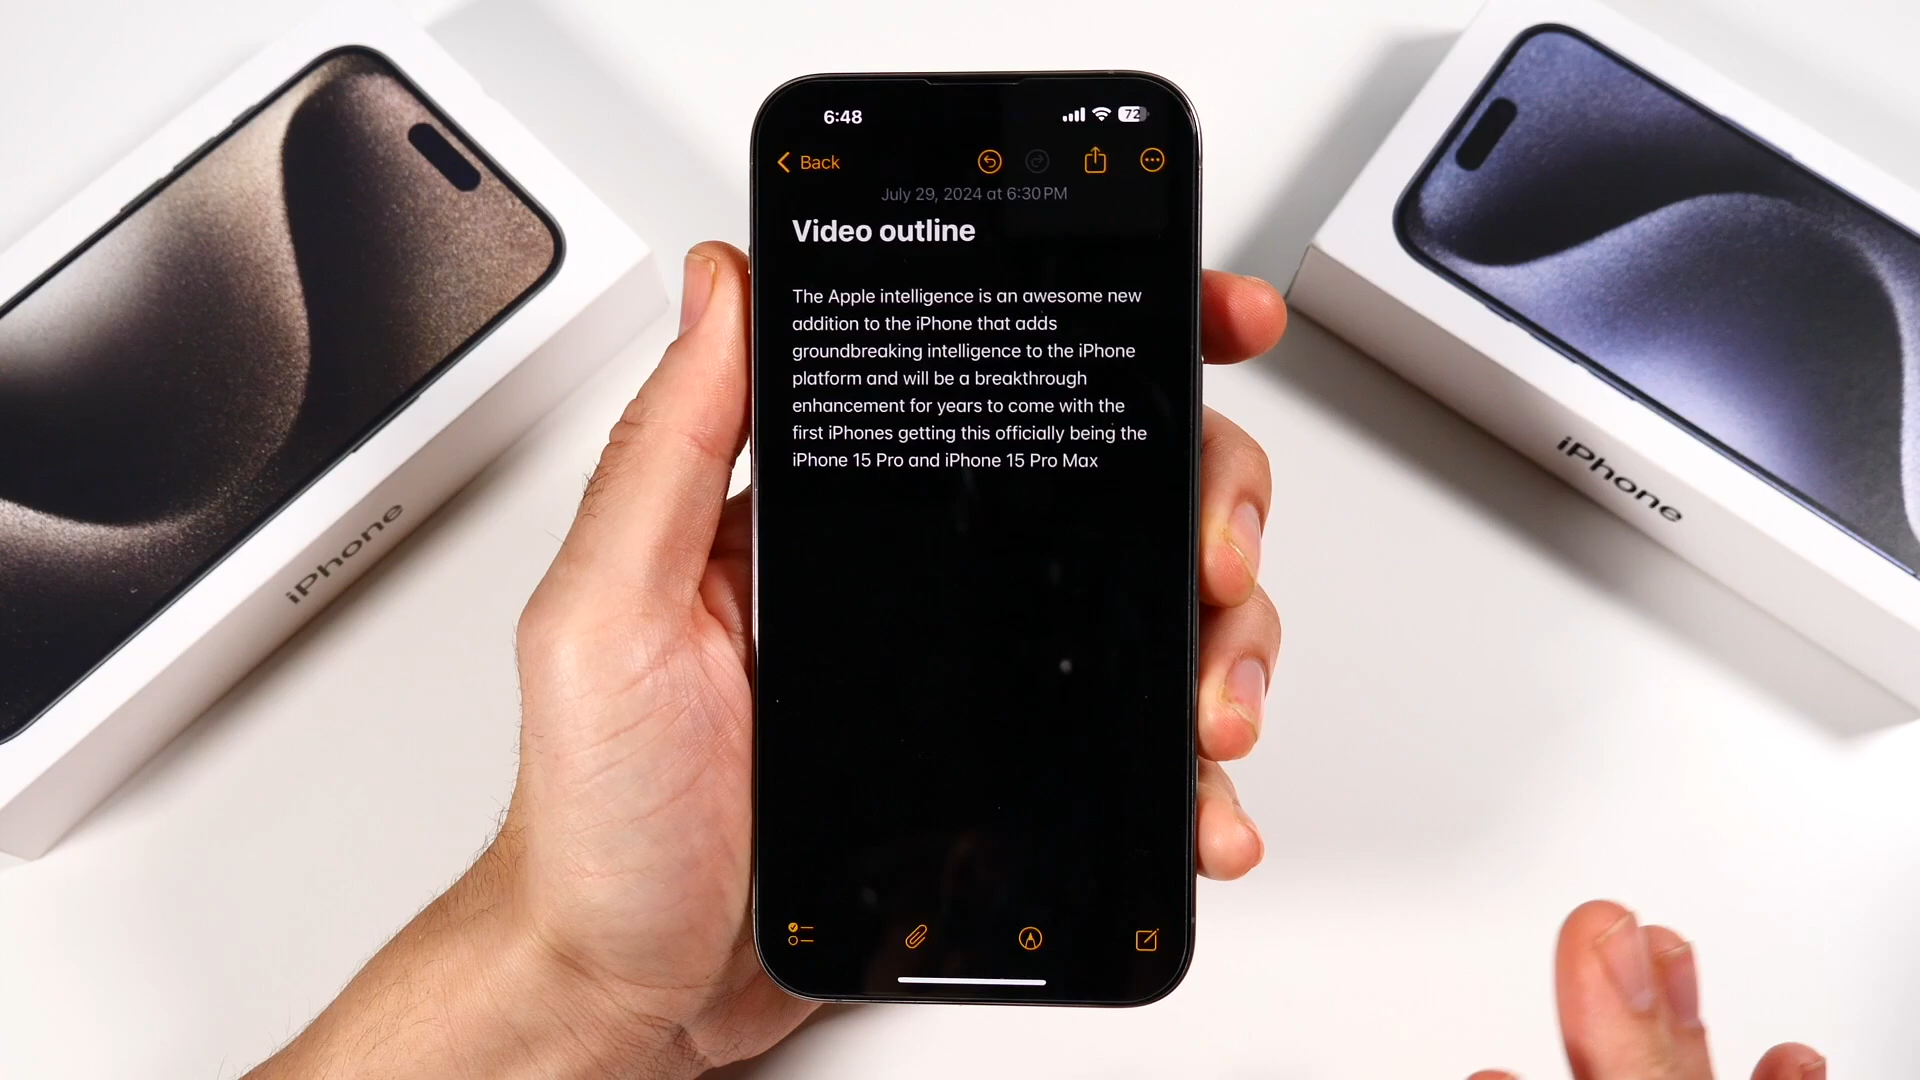 6:48
72
Back
July 29, 2024 at 6:30 PM
Video outline
The Apple intelligence is an awesome new
addition to the iPhone that adds
groundbreaking intelligence to the iPhone
platform and will be a breakthrough
enhancement for years to come with the
first iPhones getting this officially being the
iPhone 15 Pro and iPhone 15 Pro Max
iPhone
iPhone